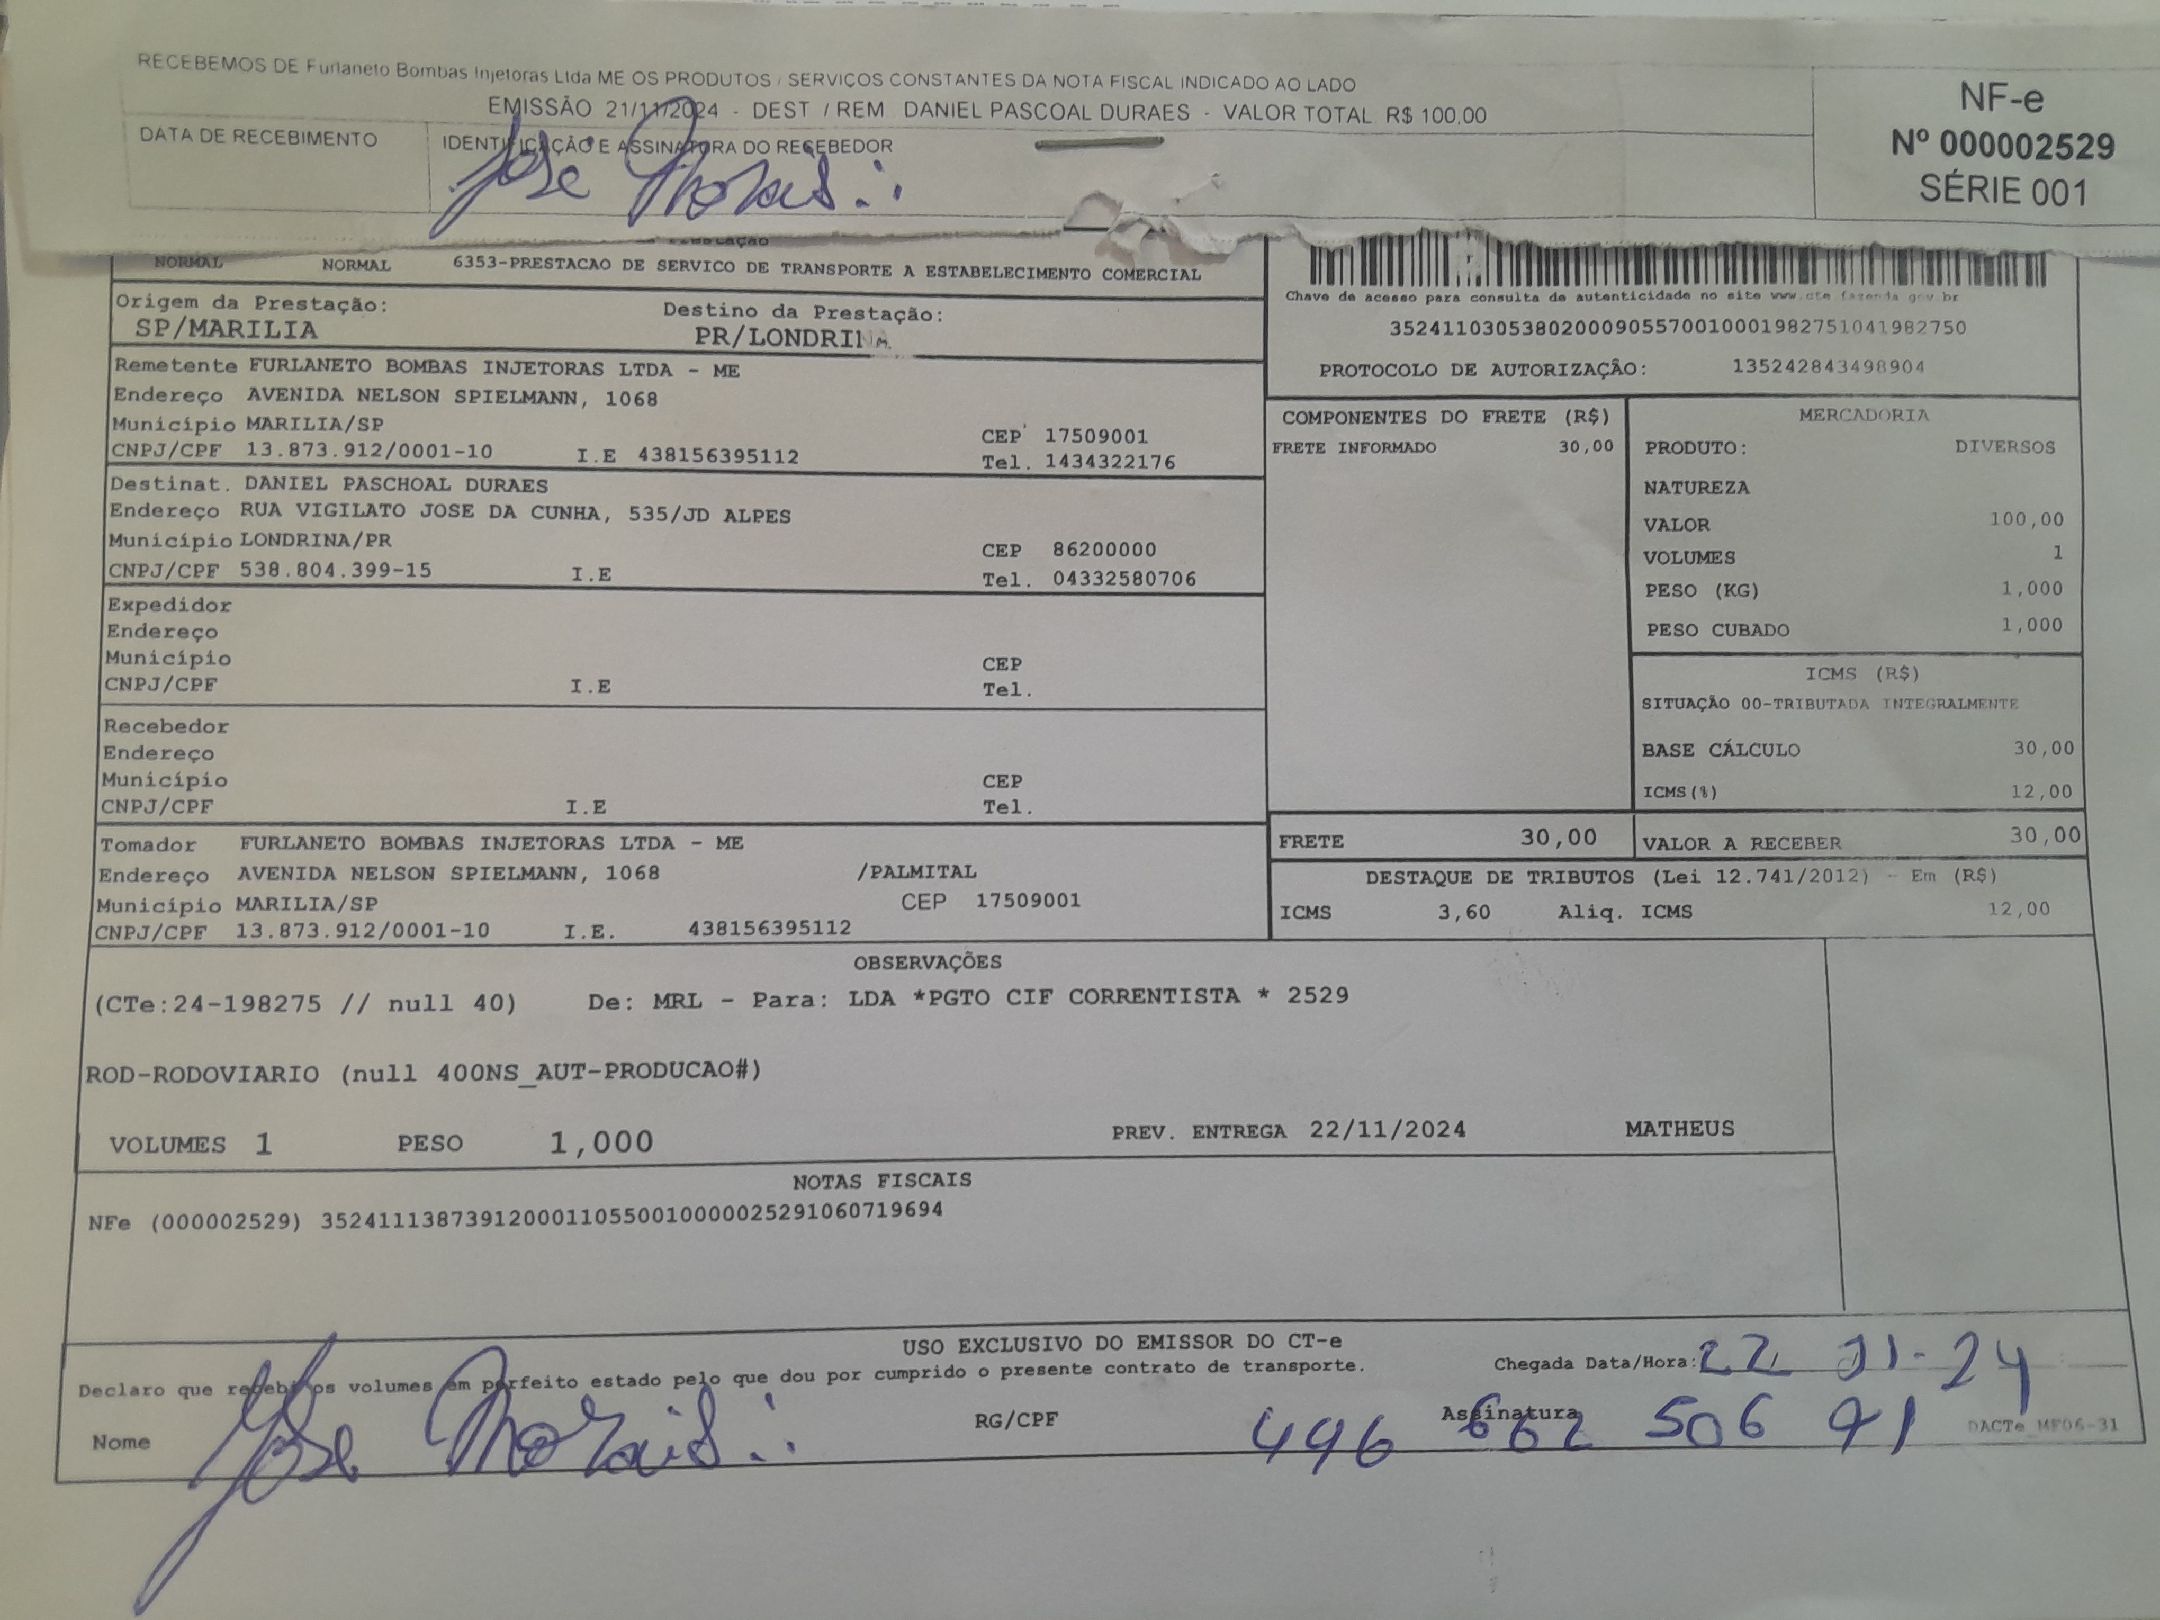 RECEBEMOS DE Furlaneto Bombas Injetoras Ltda ME OS PRODUTOS / SERVIÇOS CONSTANTES DA NOTA FISCAL INDICADO AO LADO
EMISSÃO 21/11/2024 - DEST / REM DANIEL PASCOAL DURAES - VALOR TOTAL R$ 100,00
DATA DE RECEBIMENTO
IDENTIFICAÇÃO E ASSINATURA DO RECEBEDOR
Jose Morais
NF-e
Nº 000002529
SÉRIE 001
NORMAL NORMAL 6353-PRESTACAO DE SERVICO DE TRANSPORTE A ESTABELECIMENTO COMERCIAL
Origem da Prestação: Destino da Prestação:
SP/MARILIA PR/LONDRINA
Chave de acesso para consulta de autenticidade no site www.cte.fazenda.gov.br
35241103053802000905570010001982751041982750
PROTOCOLO DE AUTORIZAÇÃO: 135242843498904
Remetente FURLANETO BOMBAS INJETORAS LTDA - ME
Endereço AVENIDA NELSON SPIELMANN, 1068
Município MARILIA/SP CEP 17509001
CNPJ/CPF 13.873.912/0001-10 I.E 438156395112 Tel. 1434322176
Destinat. DANIEL PASCHOAL DURAES
Endereço RUA VIGILATO JOSE DA CUNHA, 535/JD ALPES
Município LONDRINA/PR CEP 86200000
CNPJ/CPF 538.804.399-15 I.E Tel. 04332580706
Expedidor
Endereço
Município CEP
CNPJ/CPF I.E Tel.
Recebedor
Endereço
Município CEP
CNPJ/CPF I.E Tel.
Tomador FURLANETO BOMBAS INJETORAS LTDA - ME
Endereço AVENIDA NELSON SPIELMANN, 1068 /PALMITAL
Município MARILIA/SP CEP 17509001
CNPJ/CPF 13.873.912/0001-10 I.E. 438156395112
COMPONENTES DO FRETE (R$)
FRETE INFORMADO 30,00
MERCADORIA
PRODUTO: DIVERSOS
NATUREZA
VALOR 100,00
VOLUMES 1
PESO (KG) 1,000
PESO CUBADO 1,000
ICMS (R$)
SITUAÇÃO 00-TRIBUTADA INTEGRALMENTE
BASE CÁLCULO 30,00
ICMS(%) 12,00
FRETE 30,00 VALOR A RECEBER 30,00
DESTAQUE DE TRIBUTOS (Lei 12.741/2012) - Em (R$)
ICMS 3,60 Aliq. ICMS 12,00
OBSERVAÇÕES
(CTe:24-198275 // null 40) De: MRL - Para: LDA *PGTO CIF CORRENTISTA * 2529
ROD-RODOVIARIO (null 400NS_AUT-PRODUCAO#)
VOLUMES 1 PESO 1,000 PREV. ENTREGA 22/11/2024 MATHEUS
NOTAS FISCAIS
NFe (000002529) 35241113873912000110550010000025291060719694
USO EXCLUSIVO DO EMISSOR DO CT-e
Declaro que recebi os volumes em perfeito estado pelo que dou por cumprido o presente contrato de transporte.
Chegada Data/Hora: 22 11-24
Nome Jose Morais RG/CPF Assinatura 496 662 506 91 DACTe MF06-31